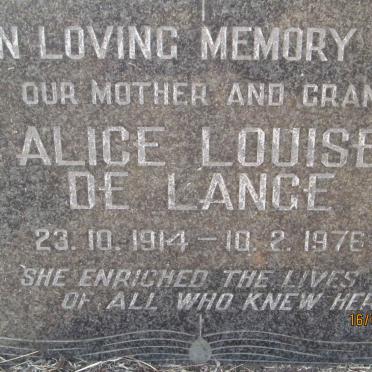 N LOVING MEMORY
OUR MOTHER AND GRAN
ALICE LOUISE
DE LANGE
23.10.1914 — 10.2.1976
SHE ENRICHED THE LIVES
OF ALL WHO KNEW HER
16/